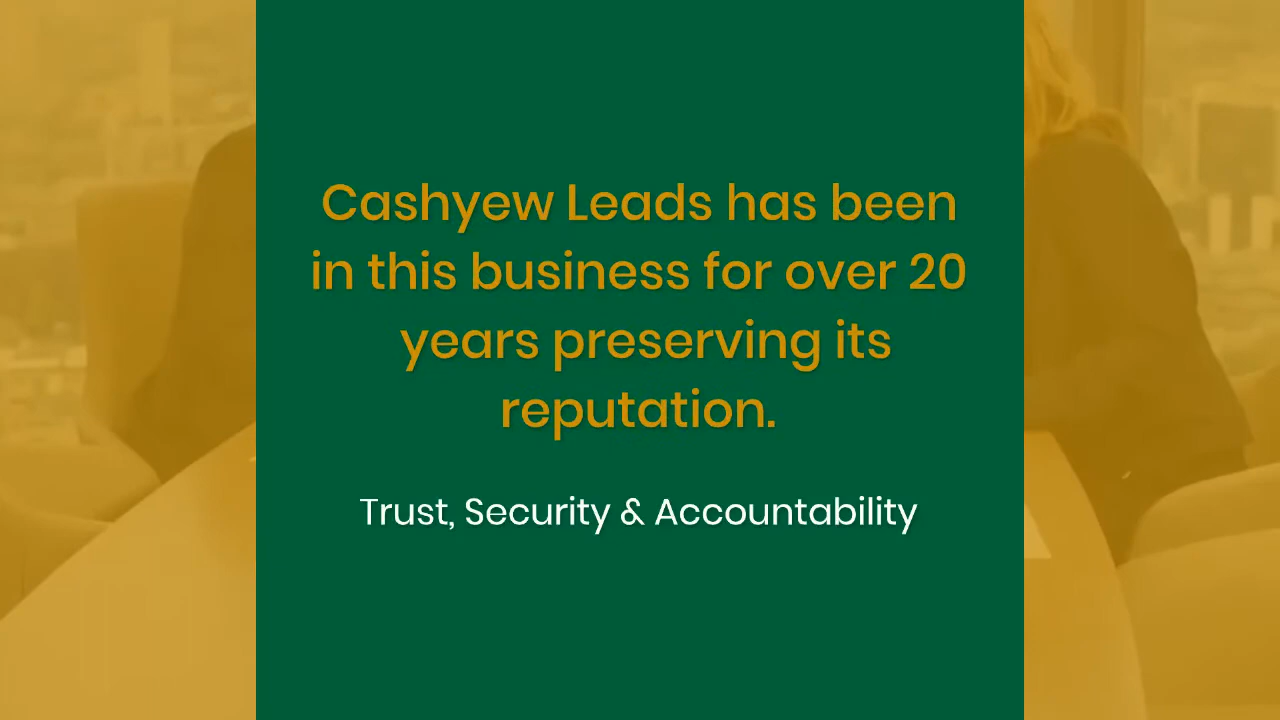 Cashyew Leads has been
in this business for over 20
years preserving its
reputation.
Trust, Security & Accountability